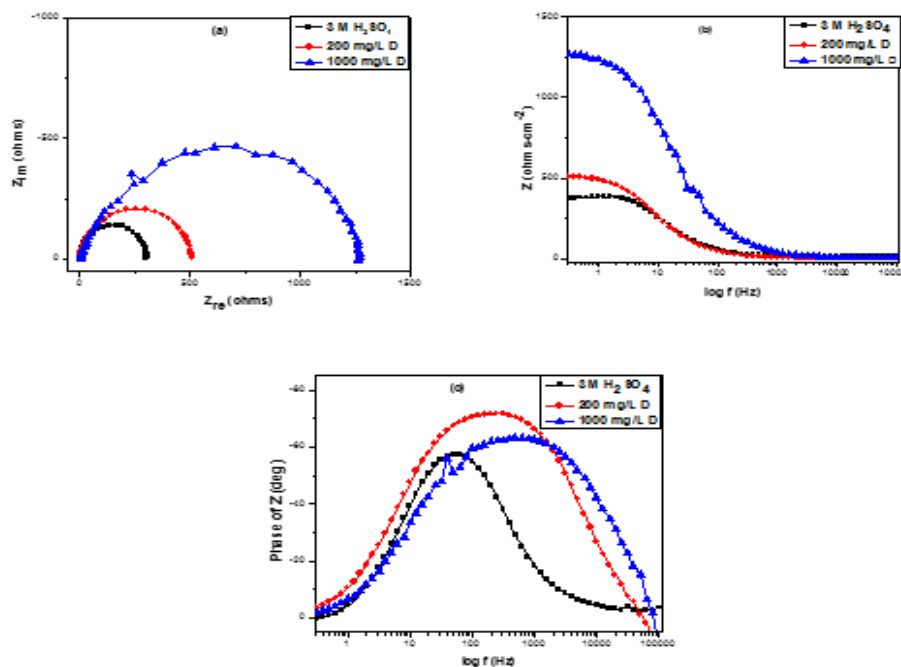 (a)
3 M H2SO4
200 mg/L D
1000 mg/L D
-1000
-500
0
Zim (ohms)
0
500
1000
1500
Zre (ohms)
(b)
3 M H2SO4
200 mg/L D
1000 mg/L D
1500
1250
500
0
Z (ohms-cm-2)
1
10
100
1000
10000
log f (Hz)
(c)
3 M H2SO4
200 mg/L D
1000 mg/L D
-80
-60
-40
-20
0
Phase of Z (deg)
1
10
100
1000
10000
100000
log f (Hz)